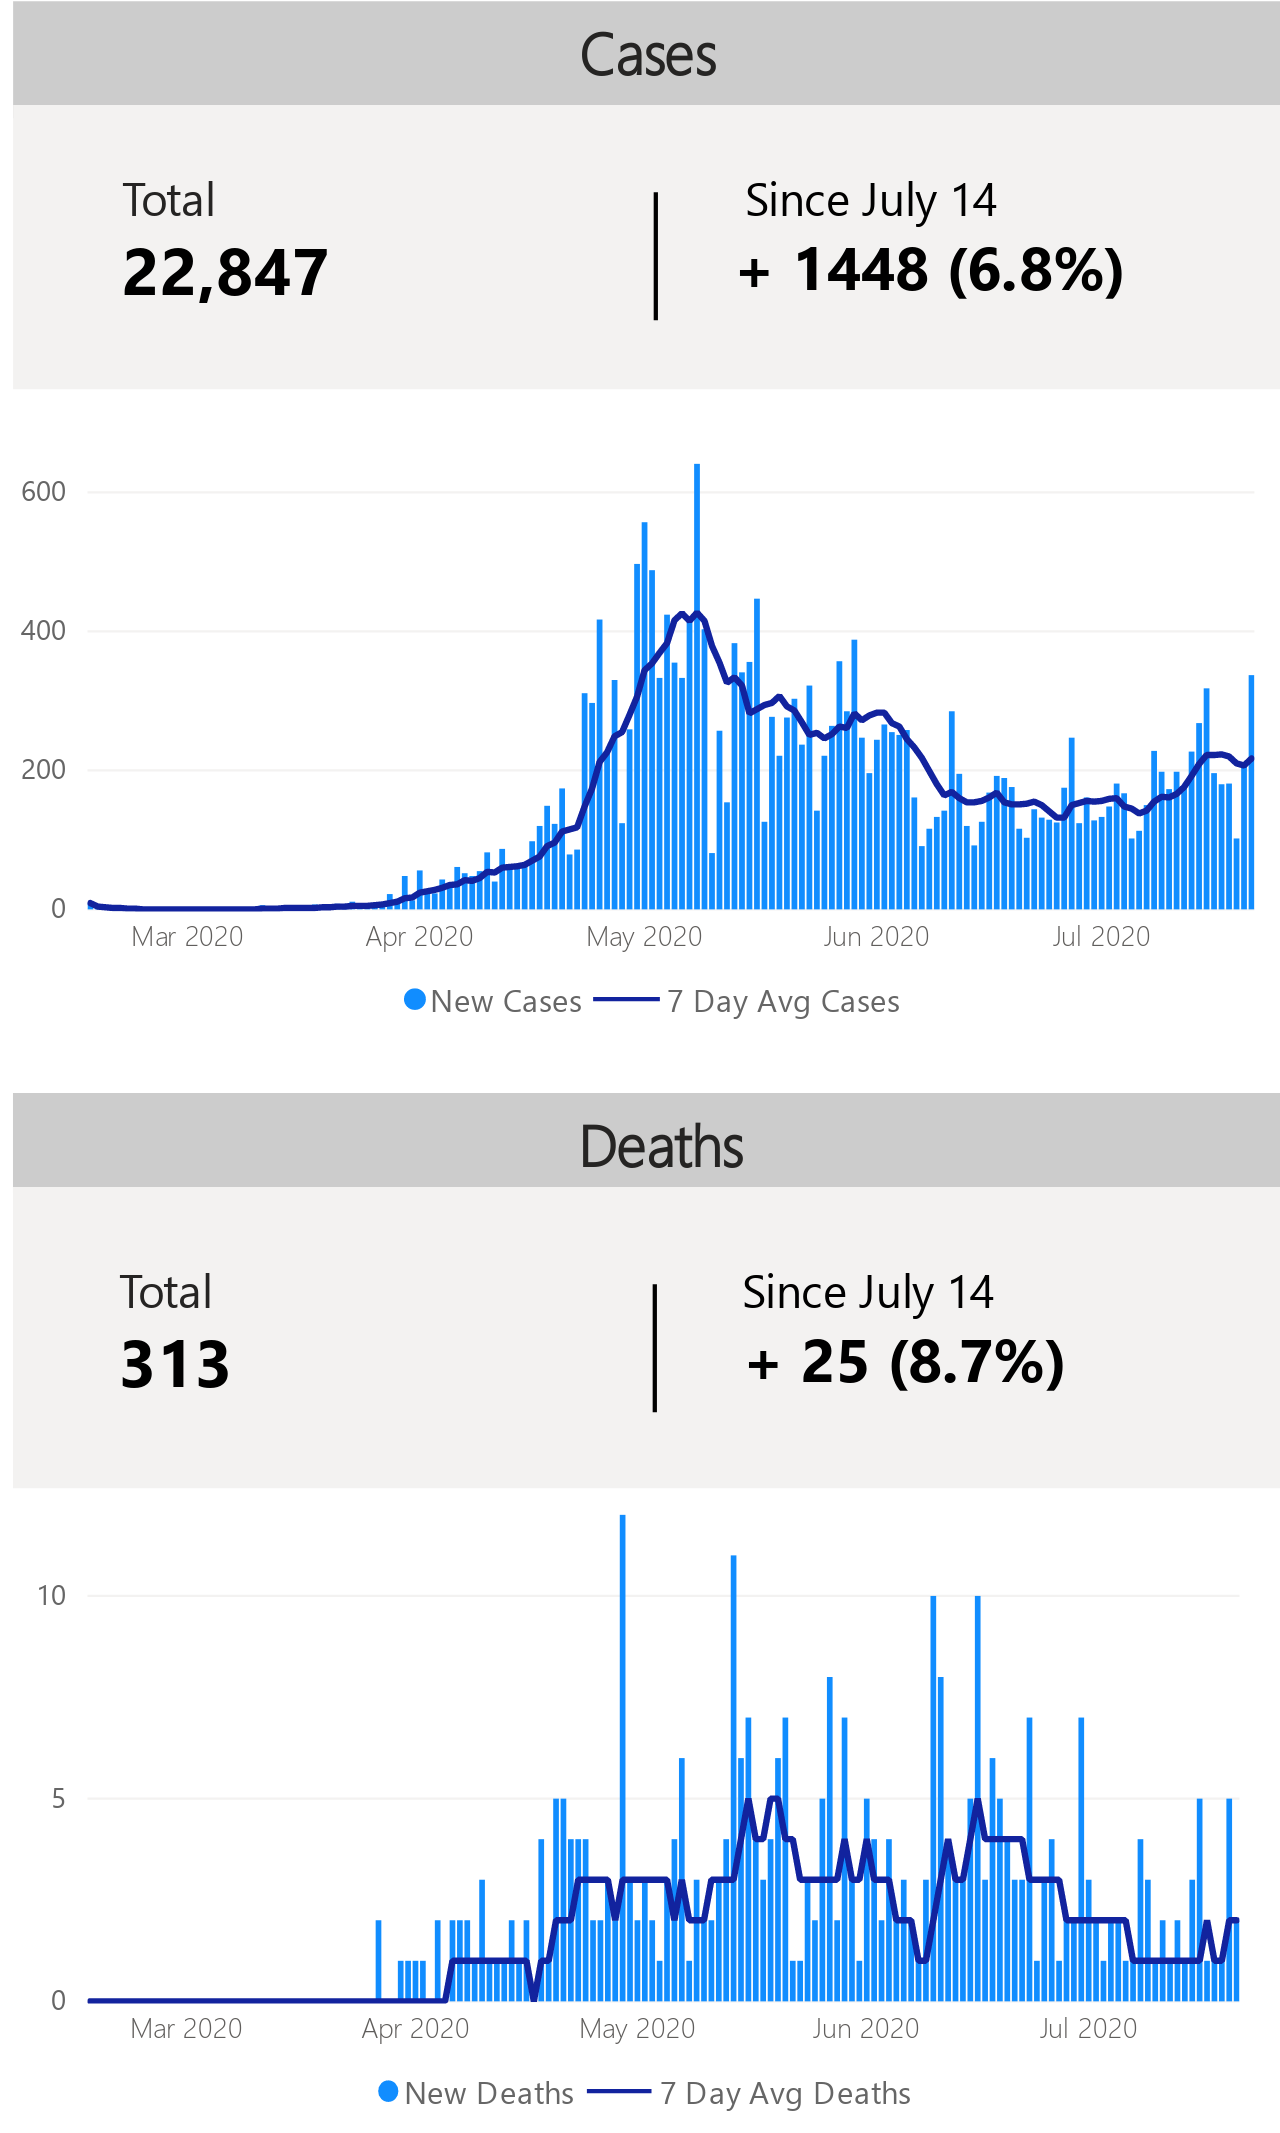 Cases
Total
Since July 14
22,847
+ 1448 (6.8%)
600
400
200
0
Mar 2020 Apr 2020 May 2020 Jun 2020 Jul 2020
New Cases 7 Day Avg Cases
Deaths
Total
Since July 14
313
+ 25 (8.7%)
10
5
0
Mar 2020 Apr 2020 May 2020 Jun 2020 Jul 2020
New Deaths 7 Day Avg Deaths